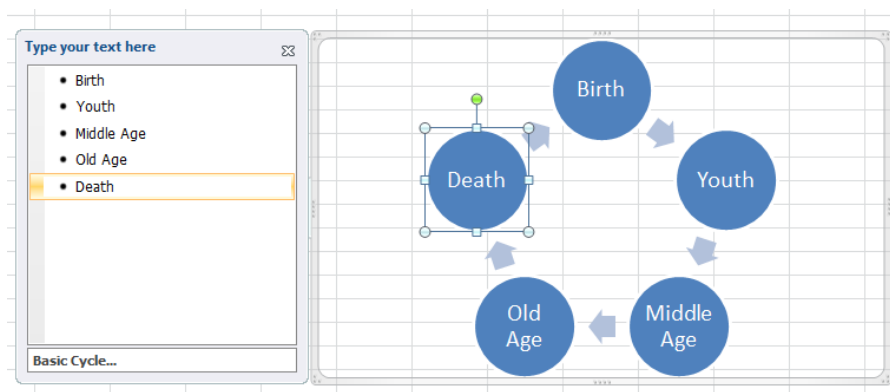 Type your text here
Birth
Youth
Middle Age
Old Age
Death
Basic Cycle...
Birth
Death
Youth
Old
Age
Middle
Age